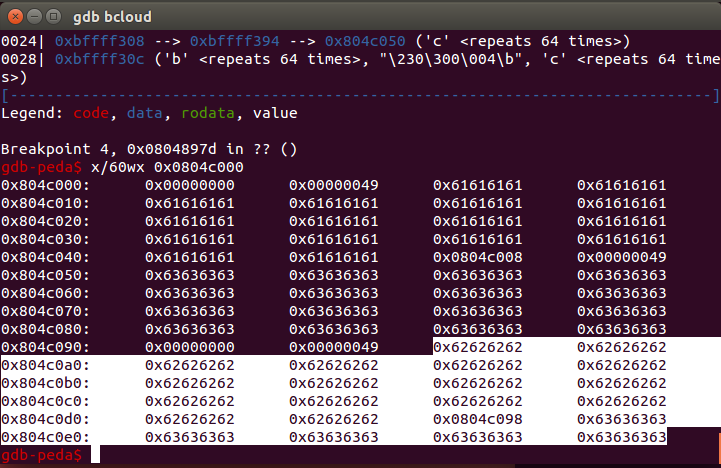 gdb bcloud
0024| 0xbffff308 --> 0xbffff394 --> 0x804c050 ('c' <repeats 64 times>)
0028| 0xbffff30c ('b' <repeats 64 times>, "\230\300\004\b", 'c' <repeats 64 time
s>)
[------------------------------------------------------------------------------]
Legend: code, data, rodata, value
Breakpoint 4, 0x0804897d in ?? ()
gdb-peda$ x/60wx 0x0804c000
0x804c000: 0x00000000 0x00000049 0x61616161 0x61616161
0x804c010: 0x61616161 0x61616161 0x61616161 0x61616161
0x804c020: 0x61616161 0x61616161 0x61616161 0x61616161
0x804c030: 0x61616161 0x61616161 0x61616161 0x61616161
0x804c040: 0x61616161 0x61616161 0x0804c008 0x00000049
0x804c050: 0x63636363 0x63636363 0x63636363 0x63636363
0x804c060: 0x63636363 0x63636363 0x63636363 0x63636363
0x804c070: 0x63636363 0x63636363 0x63636363 0x63636363
0x804c080: 0x63636363 0x63636363 0x63636363 0x63636363
0x804c090: 0x00000000 0x00000049 0x62626262 0x62626262
0x804c0a0: 0x62626262 0x62626262 0x62626262 0x62626262
0x804c0b0: 0x62626262 0x62626262 0x62626262 0x62626262
0x804c0c0: 0x62626262 0x62626262 0x62626262 0x62626262
0x804c0d0: 0x62626262 0x62626262 0x0804c098 0x63636363
0x804c0e0: 0x63636363 0x63636363 0x63636363 0x63636363
gdb-peda$